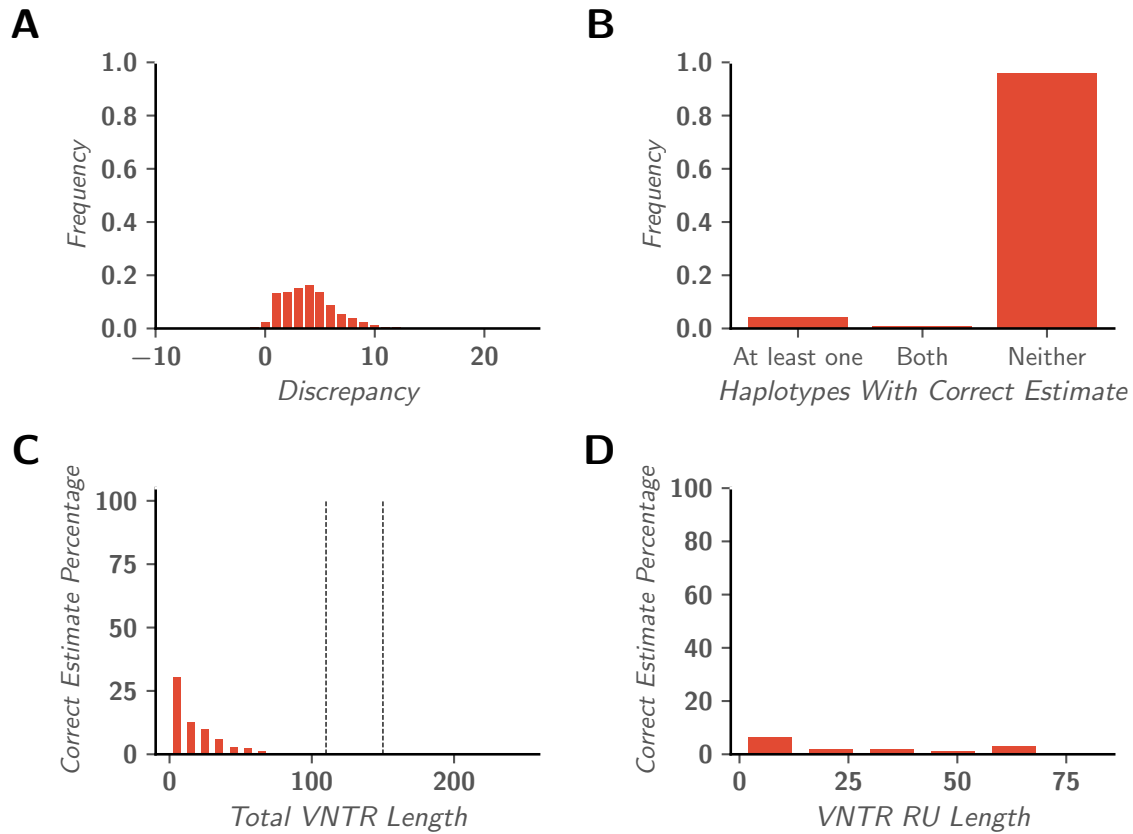 A
1.0
0.8
0.6
0.4
0.2
0.0
Frequency
−10 0 10 20
Discrepancy
B
1.0
0.8
0.6
0.4
0.2
0.0
Frequency
At least one Both Neither
Haplotypes With Correct Estimate
C
100
75
50
25
0
Correct Estimate Percentage
0 100 200
Total VNTR Length
D
100
80
60
40
20
0
Correct Estimate Percentage
0 25 50 75
VNTR RU Length